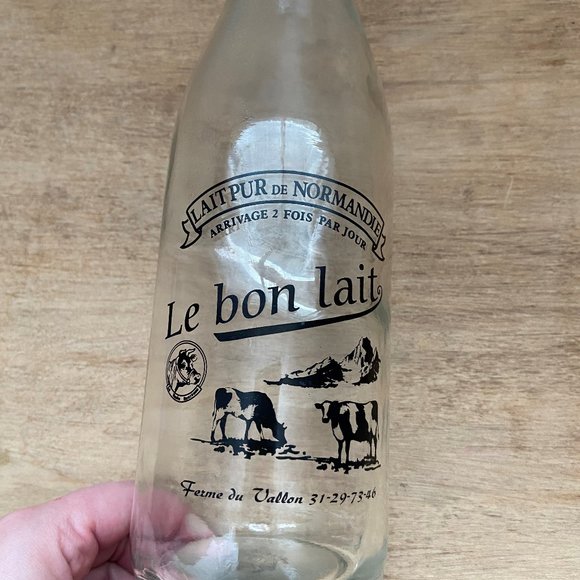 LAIT PUR DE NORMANDIE
ARRIVAGE 2 FOIS PAR JOUR
Le bon lait
Ferme du Vallon 31-29-73-46